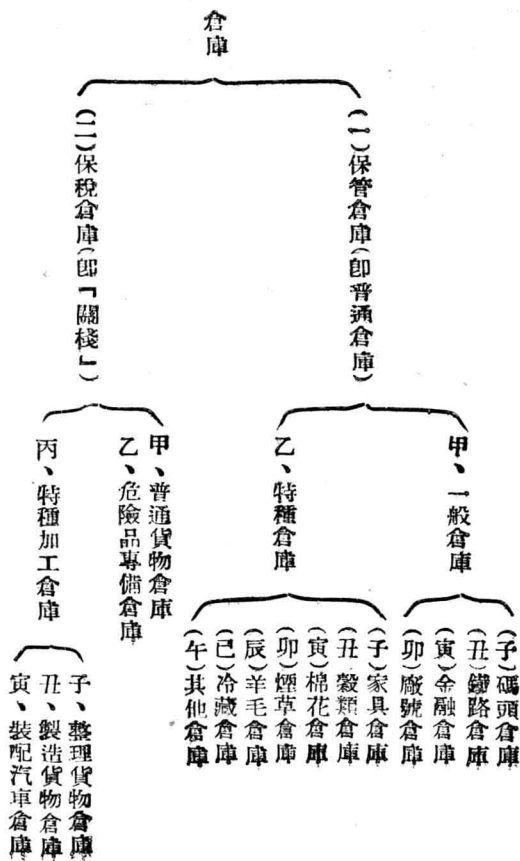 倉庫
(一)保管倉庫(卽普通倉庫)
甲、一般倉庫
(子)碼頭倉庫
(丑)鐵路倉庫
(寅)金融倉庫
(卯)廠號倉庫
乙、特種倉庫
(子)家具倉庫
(丑)穀類倉庫
(寅)棉花倉庫
(卯)煙草倉庫
(辰)羊毛倉庫
(巳)冷藏倉庫
(午)其他倉庫
(二)保稅倉庫(卽『關棧』)
甲、普通貨物倉庫
乙、危險品專備倉庫
丙、特種加工倉庫
子、整理貨物倉庫
丑、製造貨物倉庫
寅、裝配汽車倉庫